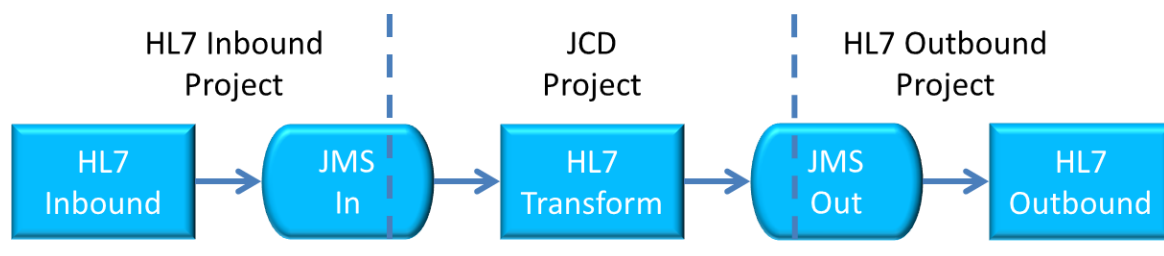 HL7 Inbound
Project
JCD
Project
HL7 Outbound
Project
HL7
Inbound
JMS
In
HL7
Transform
JMS
Out
HL7
Outbound